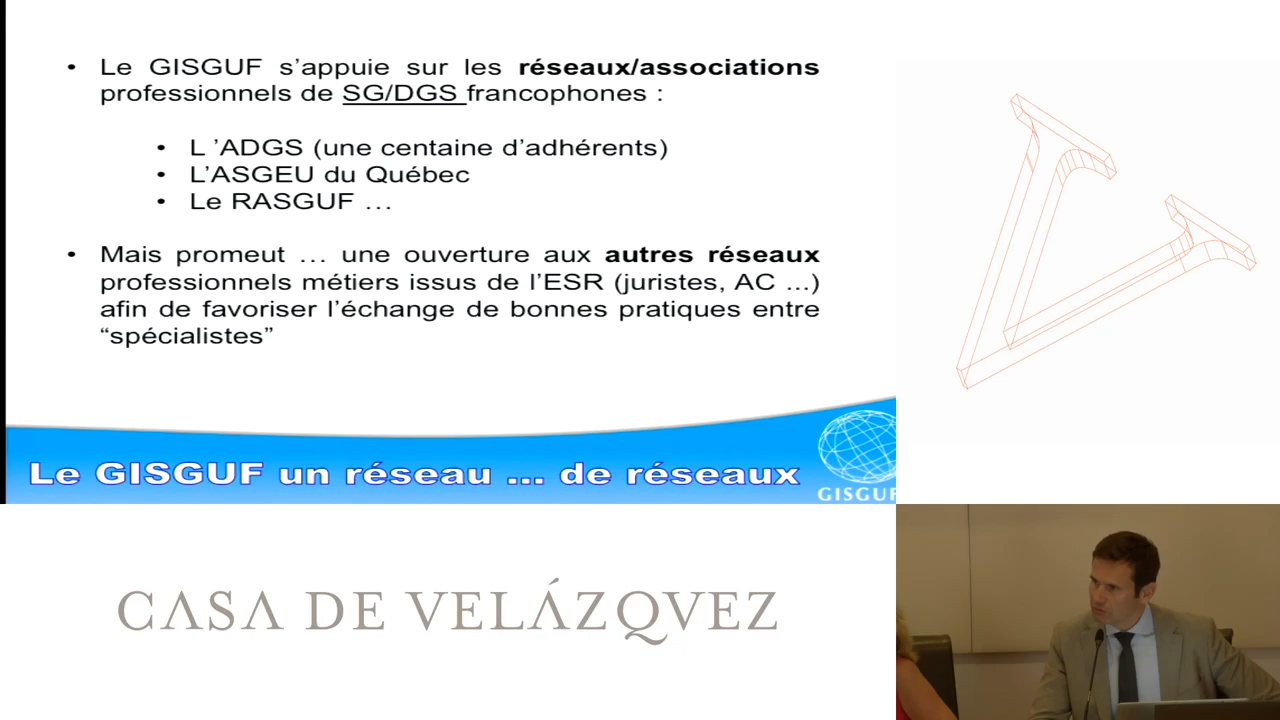 • Le GISGUF s’appuie sur les réseaux/associations
professionnels de SG/DGS francophones :
• L ’ADGS (une centaine d’adhérents)
• L’ASGEU du Québec
• Le RASGUF …
• Mais promeut … une ouverture aux autres réseaux
professionnels métiers issus de l’ESR (juristes, AC ...)
afin de favoriser l’échange de bonnes pratiques entre
“spécialistes”
Le GISGUF un réseau ... de réseaux
GISGUF
CASA DE VELÁZQVEZ